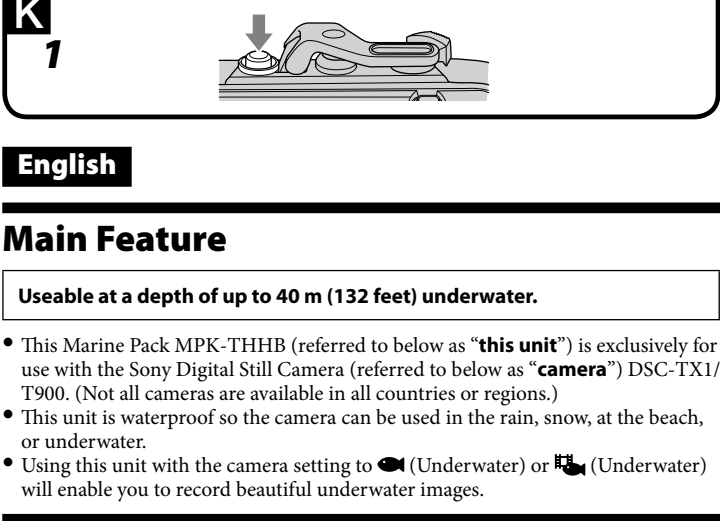 K
1
English
Main Feature
Useable at a depth of up to 40 m (132 feet) underwater.
• This Marine Pack MPK-THHB (referred to below as “this unit”) is exclusively for
use with the Sony Digital Still Camera (referred to below as “camera”) DSC-TX1/
T900. (Not all cameras are available in all countries or regions.)
• This unit is waterproof so the camera can be used in the rain, snow, at the beach,
or underwater.
• Using this unit with the camera setting to (Underwater) or (Underwater)
will enable you to record beautiful underwater images.